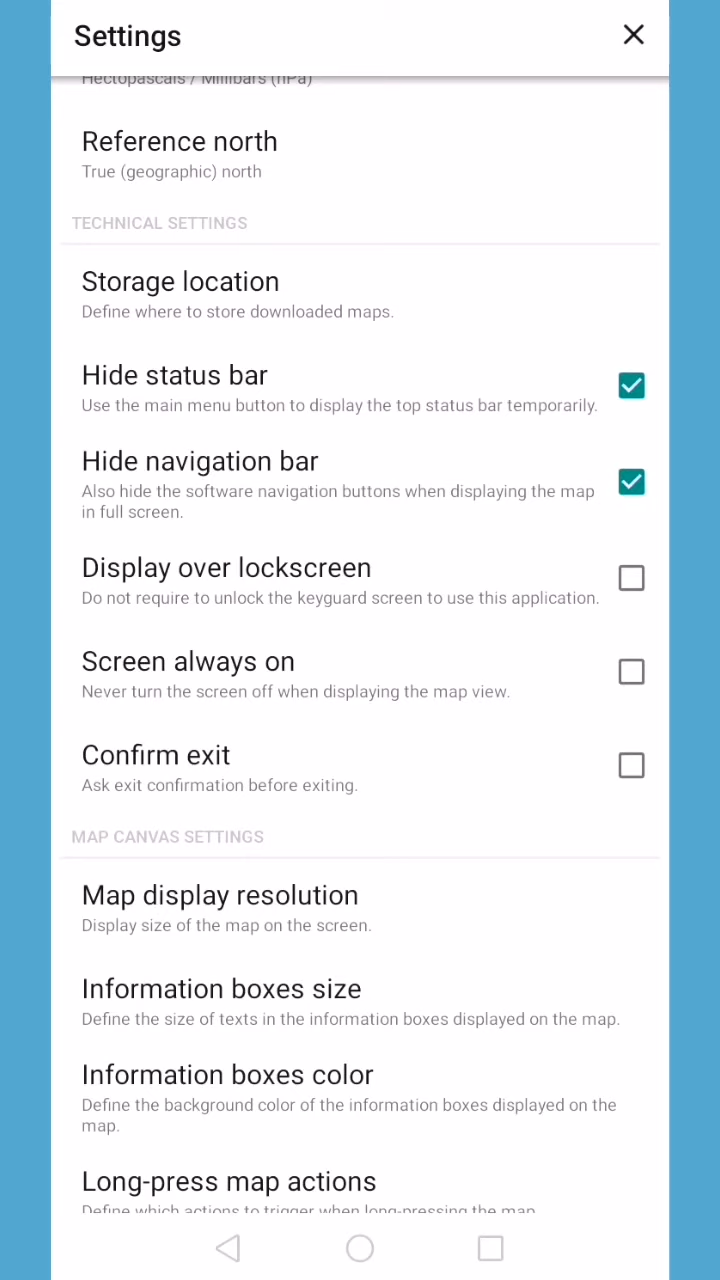 Settings
Hectopascals / Millibars (hPa)
Reference north
True (geographic) north
TECHNICAL SETTINGS
Storage location
Define where to store downloaded maps.
Hide status bar
Use the main menu button to display the top status bar temporarily.
Hide navigation bar
Also hide the software navigation buttons when displaying the map
in full screen.
Display over lockscreen
Do not require to unlock the keyguard screen to use this application.
Screen always on
Never turn the screen off when displaying the map view.
Confirm exit
Ask exit confirmation before exiting.
MAP CANVAS SETTINGS
Map display resolution
Display size of the map on the screen.
Information boxes size
Define the size of texts in the information boxes displayed on the map.
Information boxes color
Define the background color of the information boxes displayed on the
map.
Long-press map actions
Define which actions to trigger when long-pressing the map